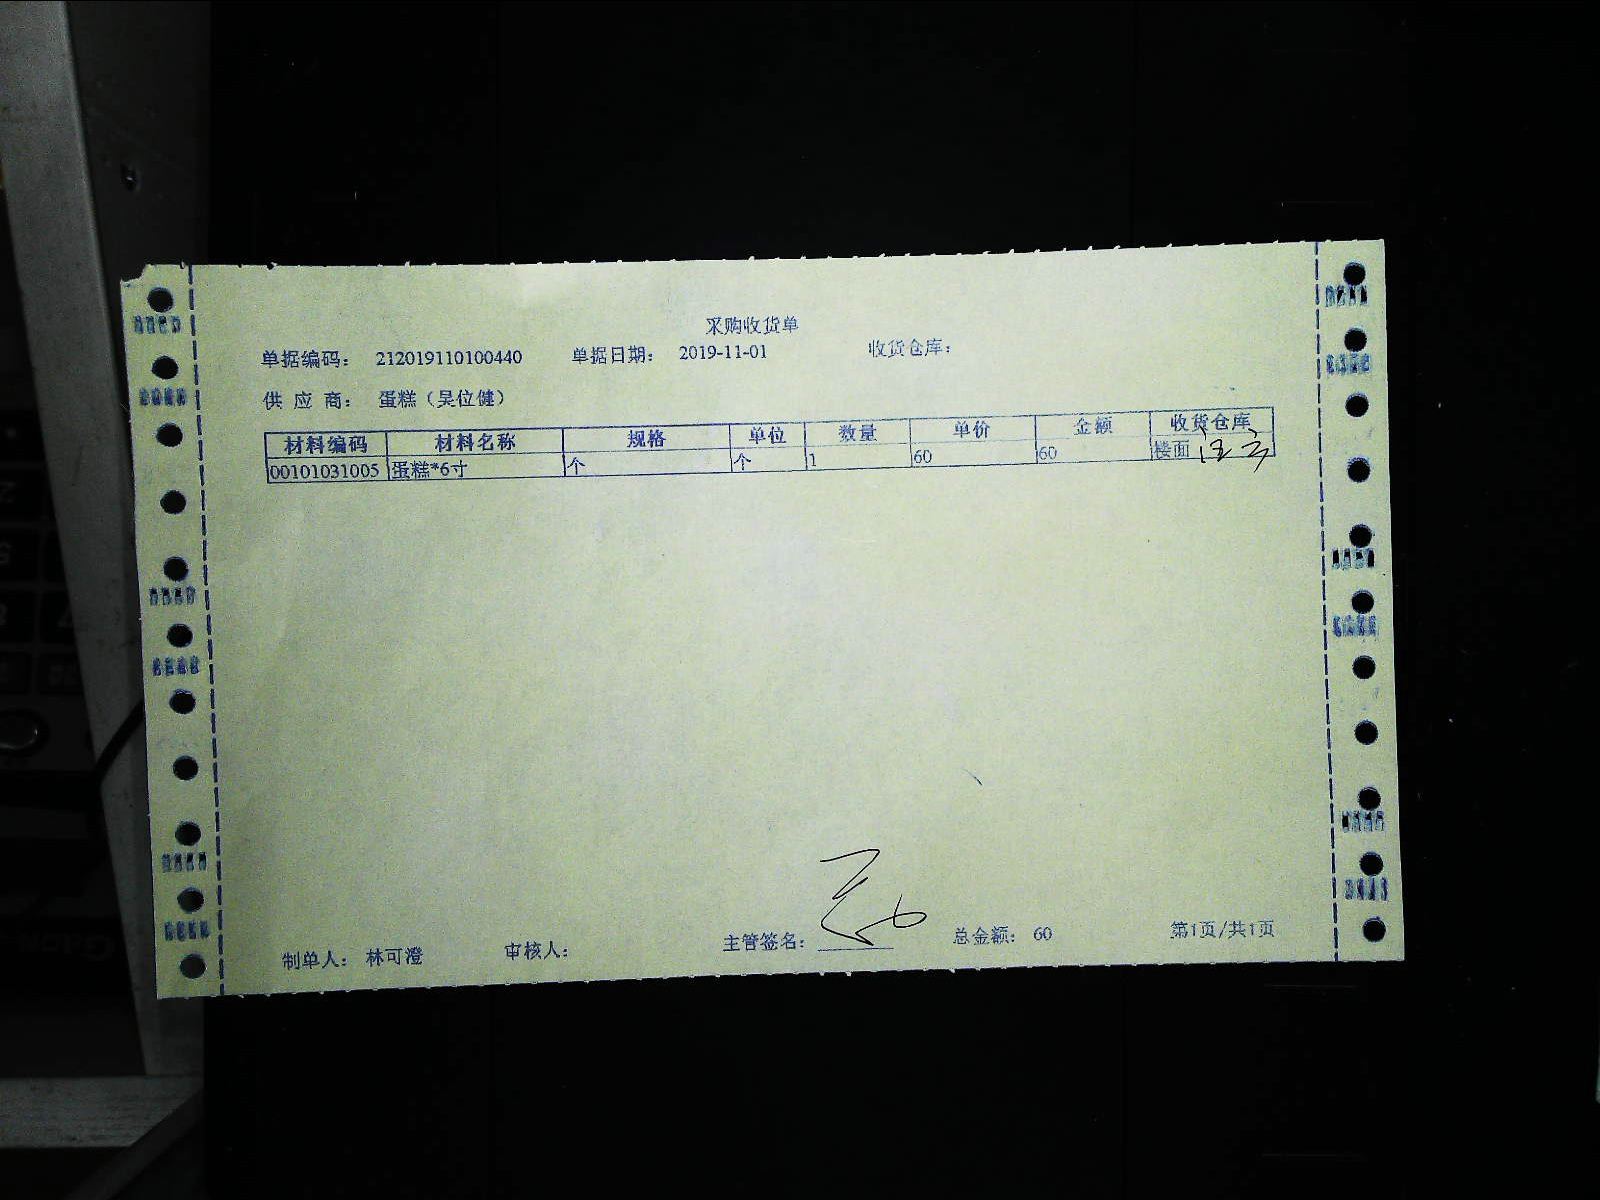 采购收货单
单据编码： 212019110100440 单据日期： 2019-11-01 收货仓库：
供 应 商： 蛋糕（吴位健）
材料编码 材料名称 规格 单位 数量 单价 金额 收货仓库
00101031005 蛋糕*6寸 个 个 1 60 60 楼面
制单人： 林可澄 审核人： 主管签名： 总金额： 60 第1页/共1页